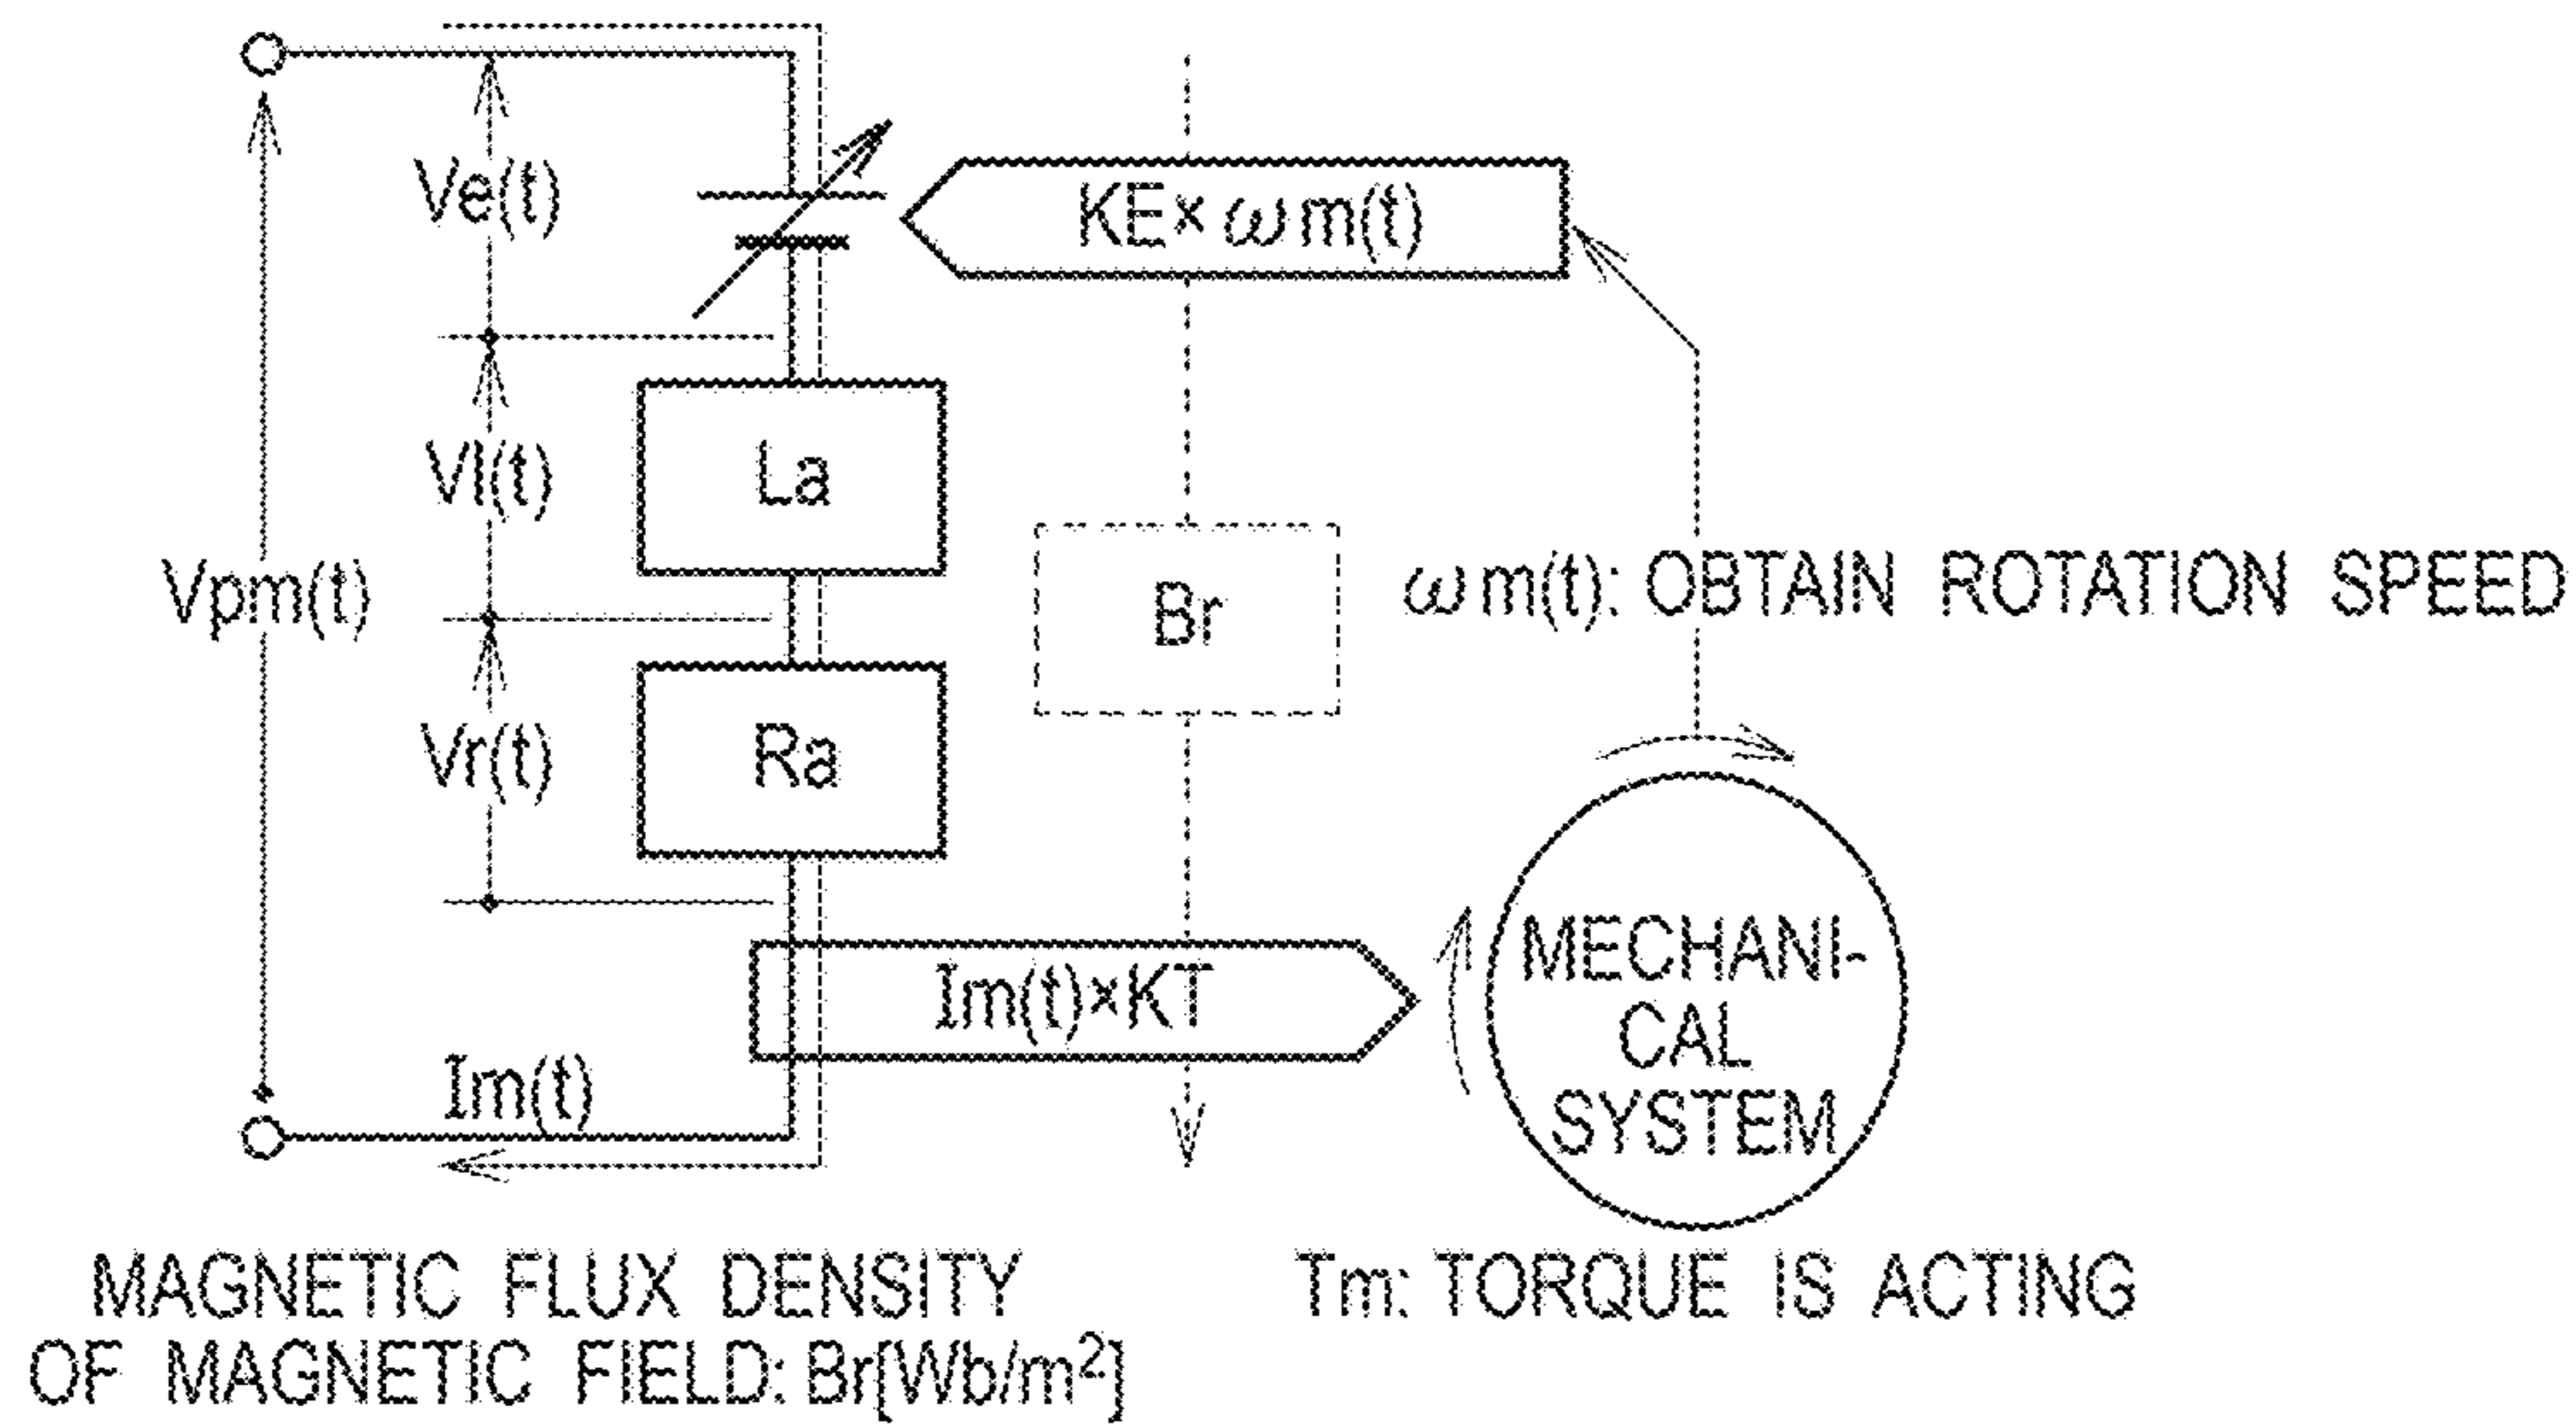 Ve(t)
KE×ωm(t)
Vl(t)
La
Vpm(t)
Br
ωm(t): OBTAIN ROTATION SPEED
Vr(t)
Ra
Im(t)×KT
MECHANI-
CAL
SYSTEM
Im(t)
MAGNETIC FLUX DENSITY
OF MAGNETIC FIELD: Br[Wb/m²]
Tm: TORQUE IS ACTING